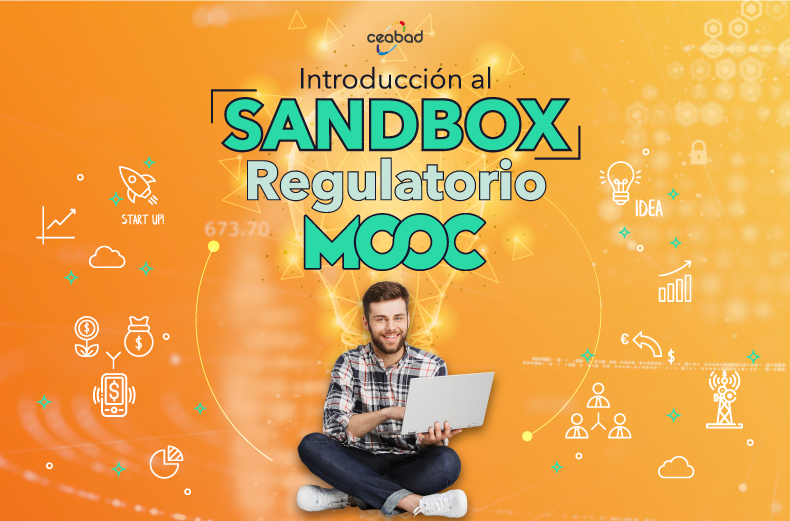 ceabad
Introducción al
SANDBOX
Regulatorio
MOOC
START UP!
IDEA
673.70
€
$
$
$
$